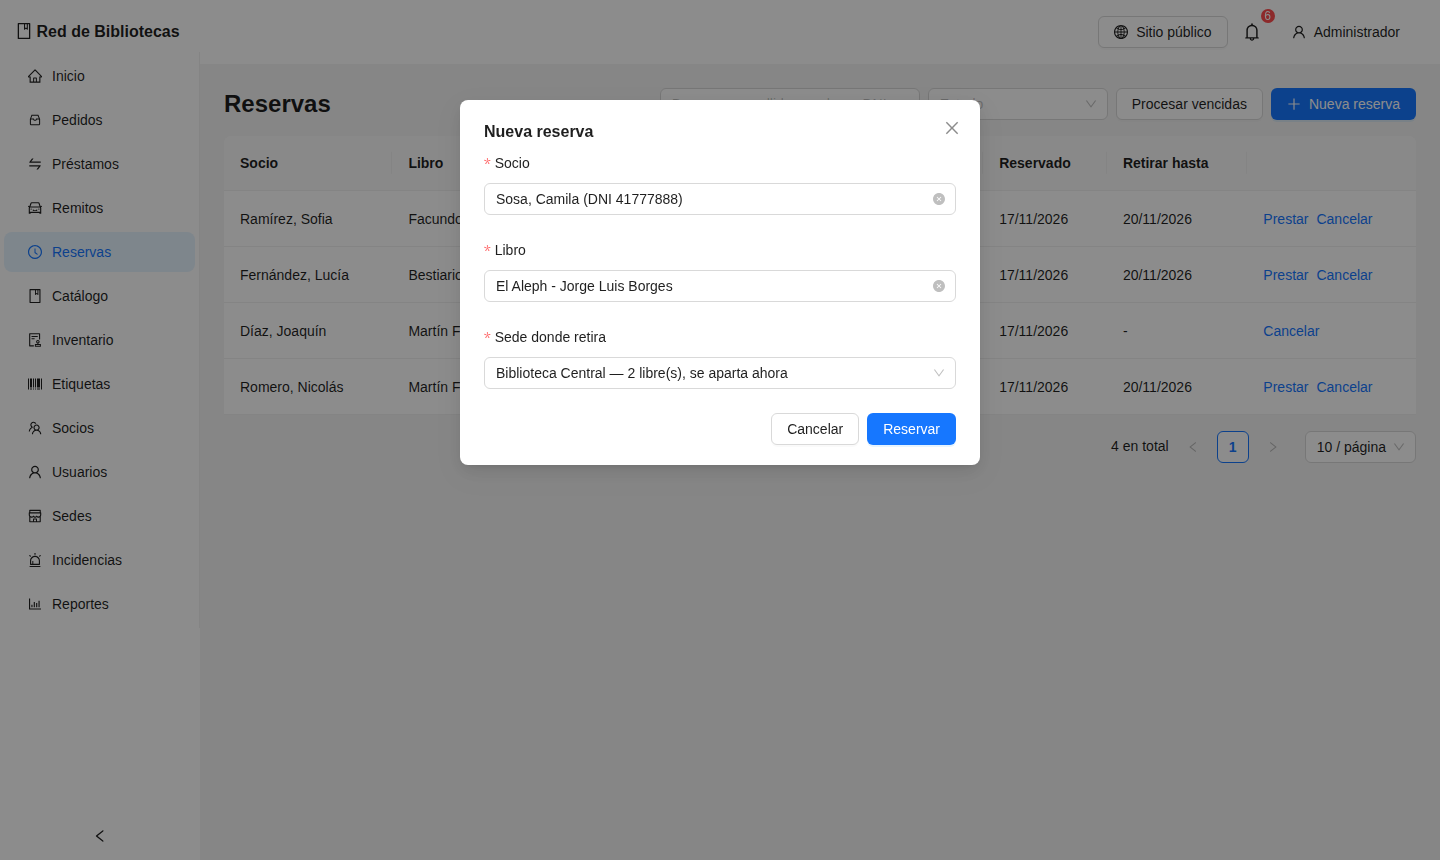 Red de Bibliotecas
Sitio público
6
Administrador
Inicio
Pedidos
Préstamos
Remitos
Reservas
Catálogo
Inventario
Etiquetas
Socios
Usuarios
Sedes
Incidencias
Reportes
Reservas
Procesar vencidas
Nueva reserva
Socio Libro Reservado Retirar hasta
Ramírez, Sofia Facundo 17/11/2026 20/11/2026 Prestar Cancelar
Fernández, Lucía Bestiario 17/11/2026 20/11/2026 Prestar Cancelar
Díaz, Joaquín Martín F 17/11/2026 - Cancelar
Romero, Nicolás Martín F 17/11/2026 20/11/2026 Prestar Cancelar
4 en total 1 10 / página
Nueva reserva
* Socio
Sosa, Camila (DNI 41777888)
* Libro
El Aleph - Jorge Luis Borges
* Sede donde retira
Biblioteca Central — 2 libre(s), se aparta ahora
Cancelar Reservar